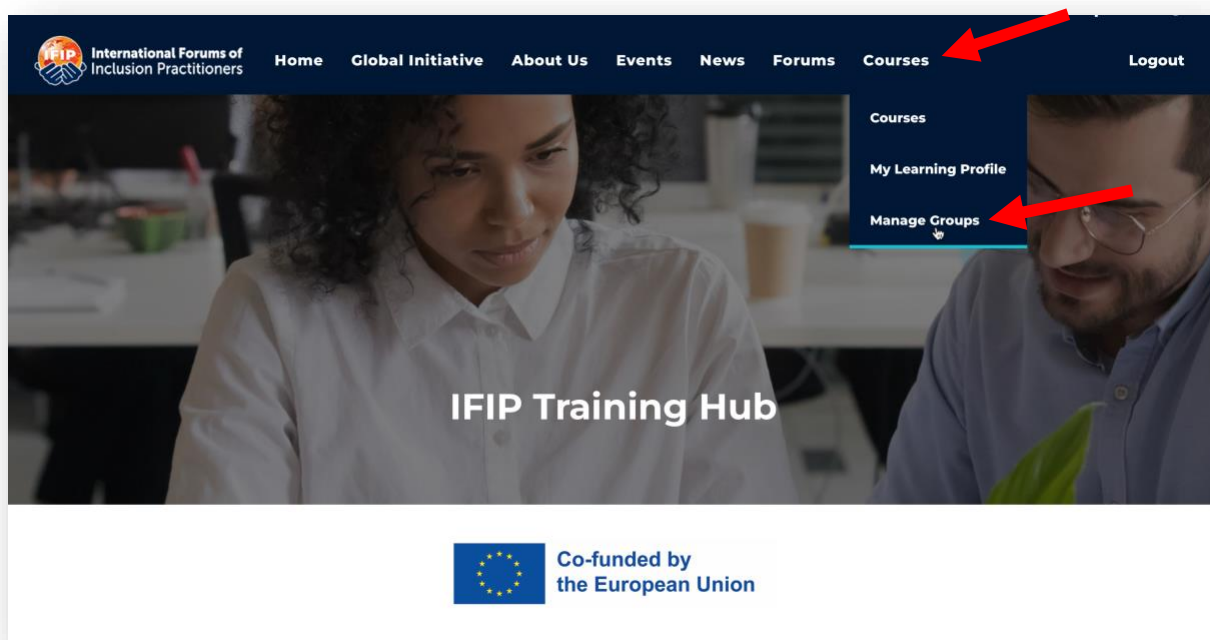 IFIP
International Forums of
Inclusion Practitioners
Home Global Initiative About Us Events News Forums Courses Logout
Courses
My Learning Profile
Manage Groups
IFIP Training Hub
Co-funded by
the European Union